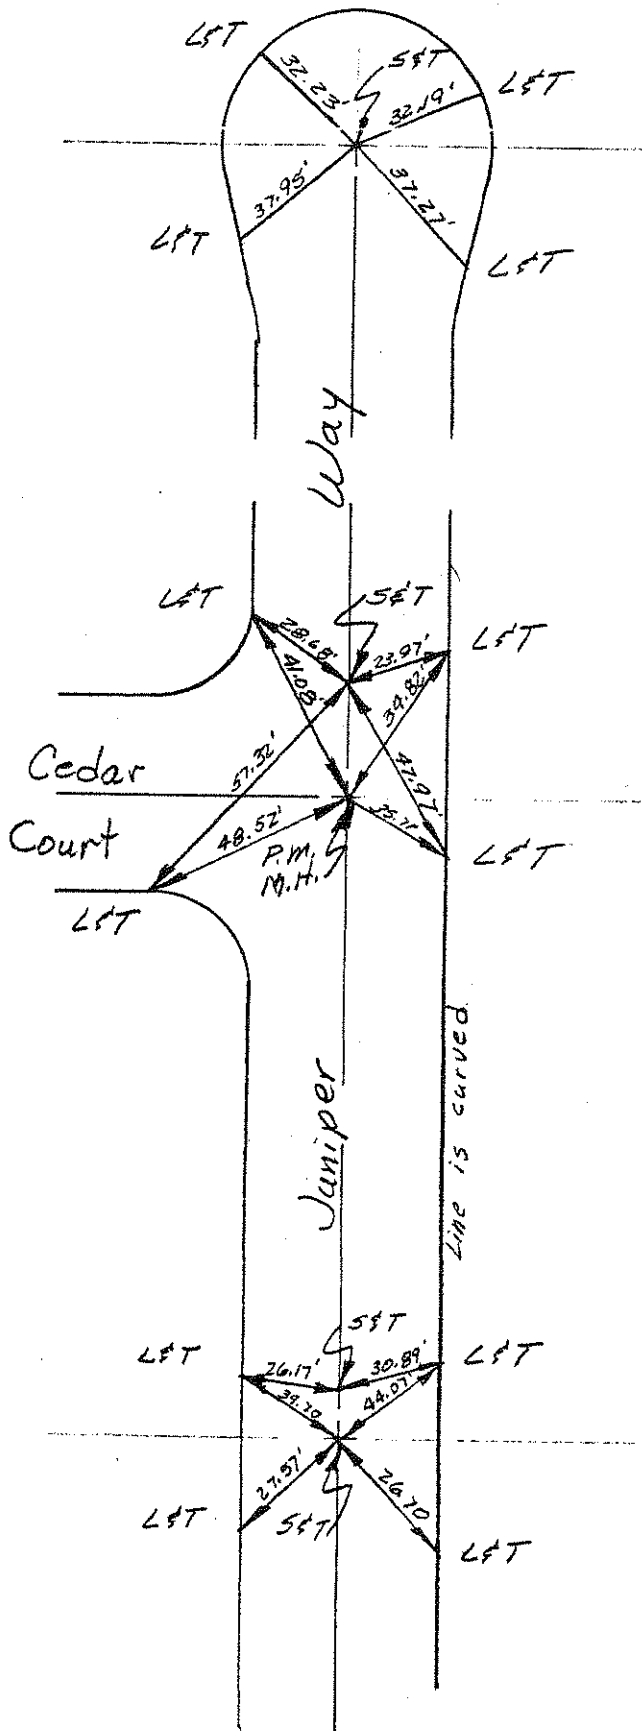 L&T
S&T
L&T
32.23'
32.19'
37.95'
37.27'
L&T
L&T
Way
L&T
S&T
L&T
28.68'
23.97'
41.08'
39.82'
57.32'
47.97'
Cedar
Court
48.52'
35.71'
P.M.
M.H.
L&T
L&T
Line is curved
Juniper
S&T
L&T
L&T
26.17'
30.89'
39.70
44.07'
27.57'
26.70
L&T
S&T
L&T